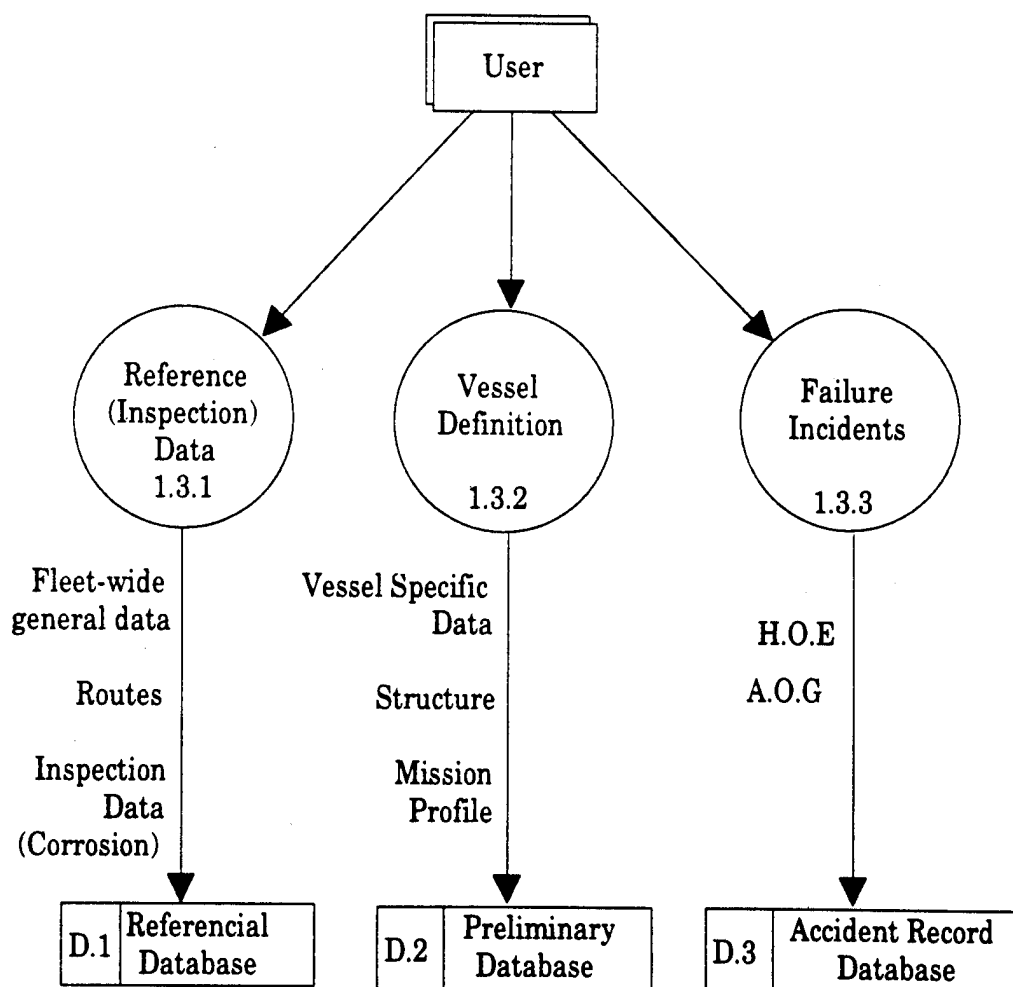 User
Reference
(Inspection)
Data
1.3.1
Vessel
Definition
1.3.2
Failure
Incidents
1.3.3
Fleet-wide
general data
Routes
Inspection
Data
(Corrosion)
Vessel Specific
Data
Structure
Mission
Profile
H.O.E
A.O.G
D.1
Referencial
Database
D.2
Preliminary
Database
D.3
Accident Record
Database